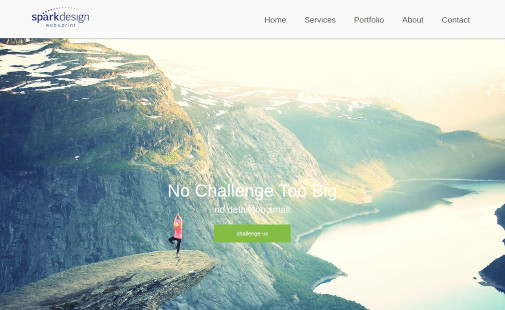 sparkdesign
web&print
Home Services Portfolio About Contact
No Challenge Too Big
no detail too small
challenge us